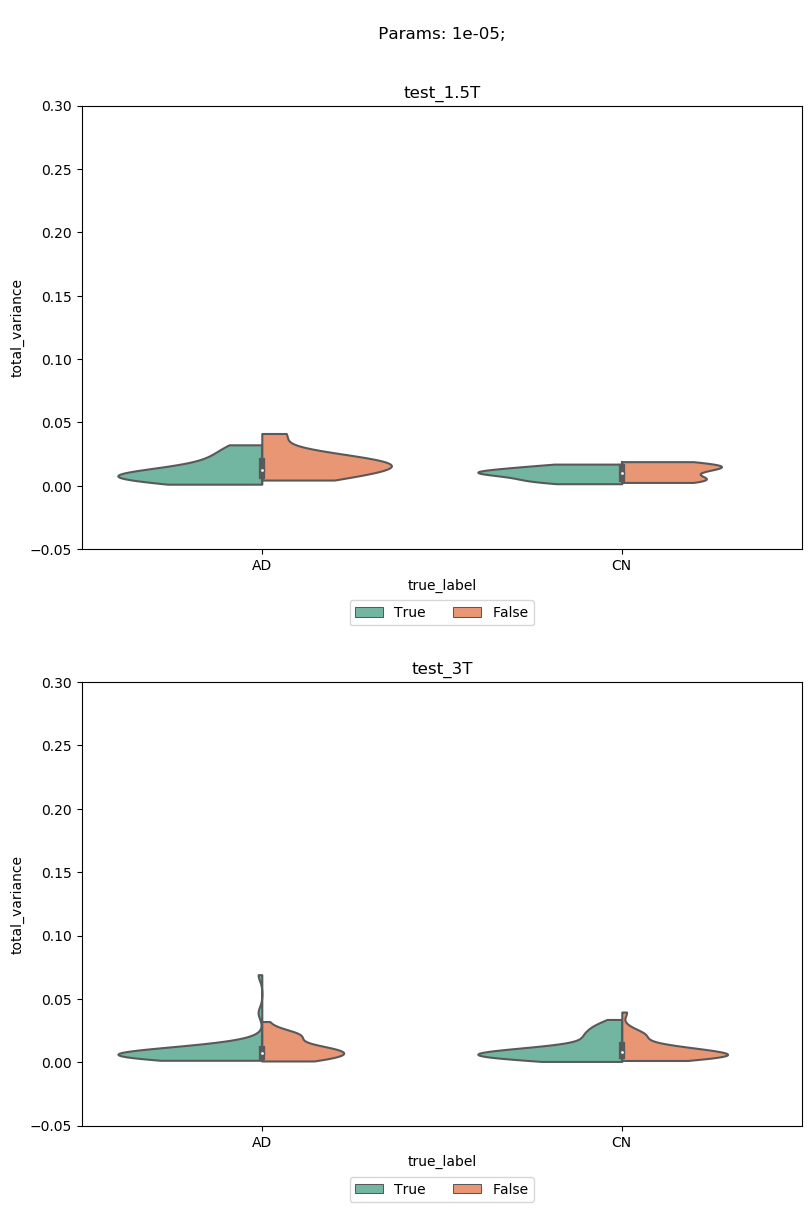 Params: 1e-05;
test_1.5T
0.30
0.25
0.20
0.15
0.10
0.05
0.00
−0.05
total_variance
AD CN
true_label
True False
test_3T
0.30
0.25
0.20
0.15
0.10
0.05
0.00
−0.05
total_variance
AD CN
true_label
True False